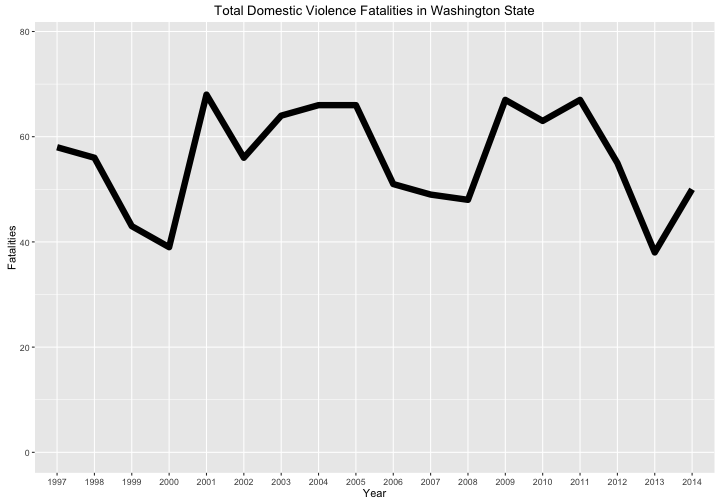 Total Domestic Violence Fatalities in Washington State
80
60
40
20
0
Fatalities
1997 1998 1999 2000 2001 2002 2003 2004 2005 2006 2007 2008 2009 2010 2011 2012 2013 2014
Year